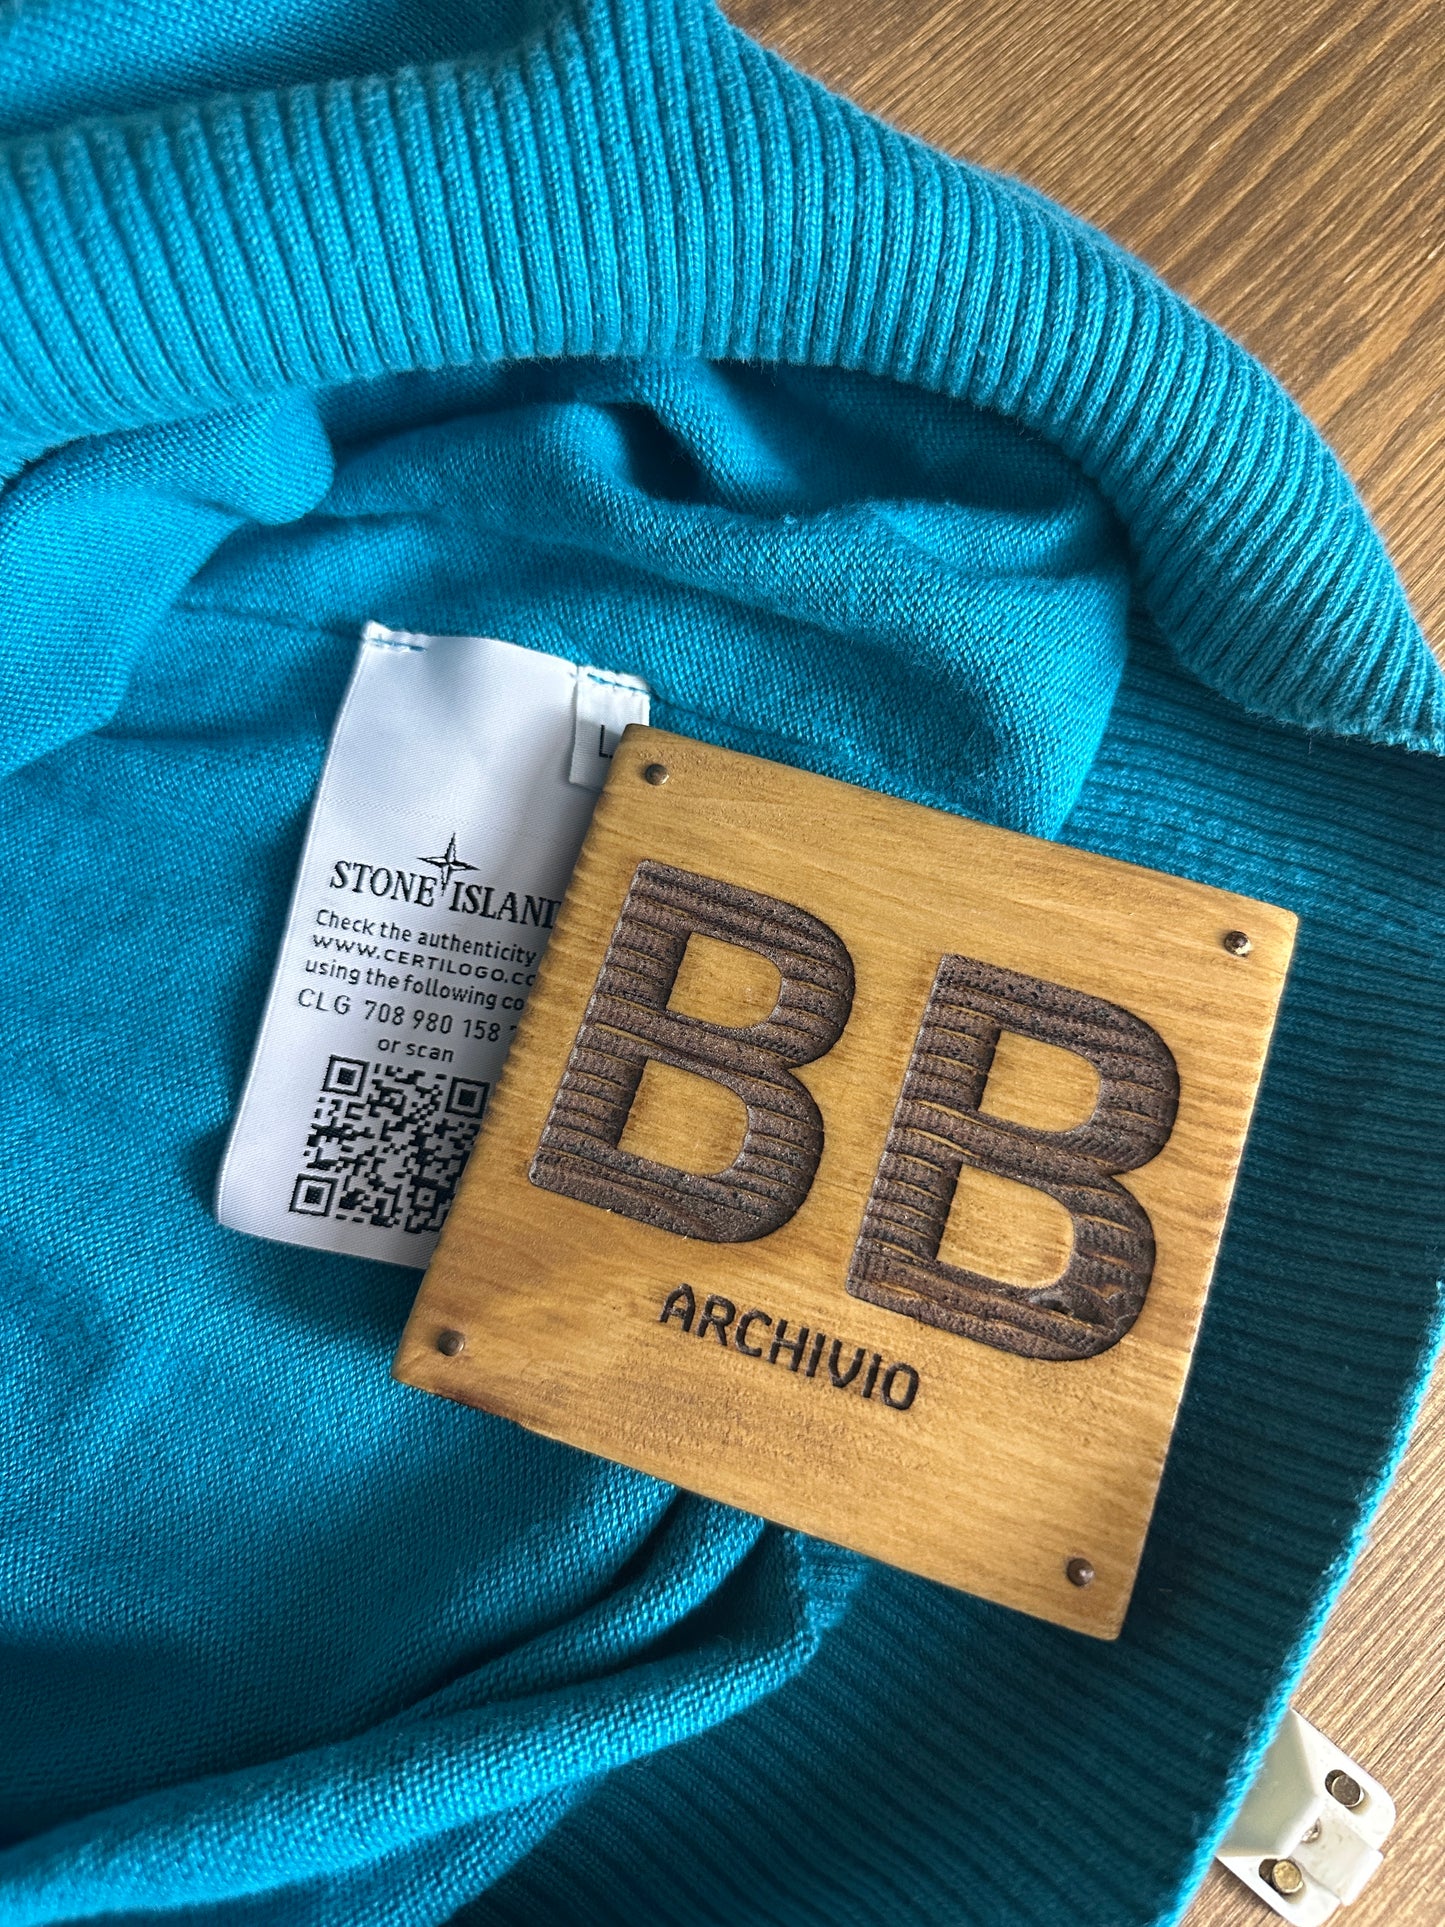 L
STONE ISLAND
Check the authenticity
WWW.CERTILOGO.CO
using the following co
CLG 708 980 158
or scan
BB
ARCHIVIO